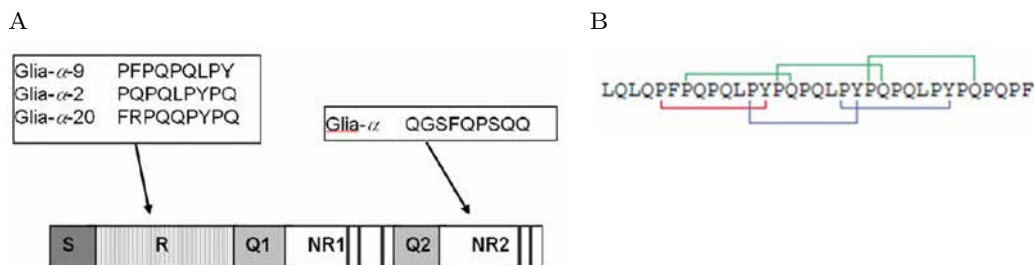 A
Glia-α-9 PFPQPQLPY
Glia-α-2 PQPQLPYPQ
Glia-α-20 FRPQQPYPQ
Glia-α QGSFQPSQQ
S R Q1 NR1 Q2 NR2
B
LQLQPFPQPQLPYPQPQLPYPQPQLPYPQPQPF